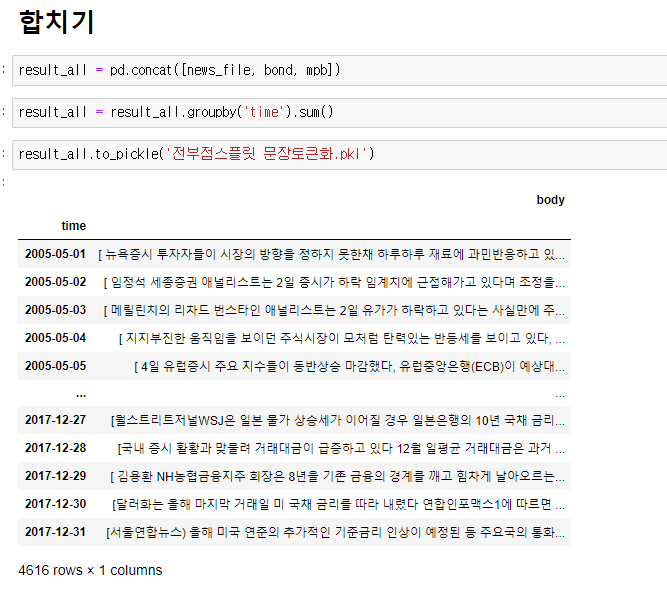 합치기
result_all = pd.concat([news_file, bond, mpb])
result_all = result_all.groupby('time').sum()
result_all.to_pickle('전부점스플릿 문장토큰화.pkl')
body
time
2005-05-01 [ 뉴욕증시 투자자들이 시장의 방향을 정하지 못한채 하루하루 재료에 과민반응하고 있...
2005-05-02 [ 임정석 세종증권 애널리스트는 2일 증시가 하락 임계치에 근접해가고 있다며 조정을...
2005-05-03 [ 메릴린치의 리차드 번스타인 애널리스트는 2일 유가가 하락하고 있다는 사실만에 주...
2005-05-04 [ 지지부진한 움직임을 보이던 주식시장이 모처럼 탄력있는 반등세를 보이고 있다, ...
2005-05-05 [ 4일 유럽증시 주요 지수들이 동반상승 마감했다, 유럽중앙은행(ECB)이 예상대...
... ...
2017-12-27 [월스트리트저널WSJ은 일본 물가 상승세가 이어질 경우 일본은행의 10년 국채 금리...
2017-12-28 [국내 증시 활황과 맞물려 거래대금이 급증하고 있다 12월 일평균 거래대금은 과거 ...
2017-12-29 [ 김용환 NH농협금융지주 회장은 8년을 기존 금융의 경계를 깨고 힘차게 날아오르는...
2017-12-30 [달러화는 올해 마지막 거래일 미 국채 금리를 따라 내렸다 연합인포맥스1에 따르면 ...
2017-12-31 [(서울연합뉴스) 올해 미국 연준의 추가적인 기준금리 인상이 예정된 등 주요국의 통화...
4616 rows × 1 columns